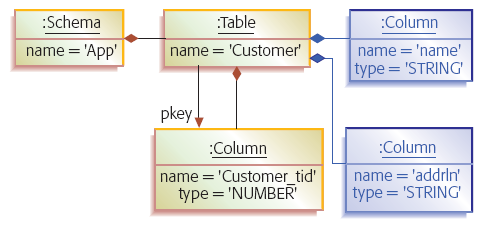 :Schema
name = 'App'
:Table
name = 'Customer'
:Column
name = 'name'
type = 'STRING'
pkey
:Column
name = 'Customer_tid'
type = 'NUMBER'
:Column
name = 'addrln'
type = 'STRING'